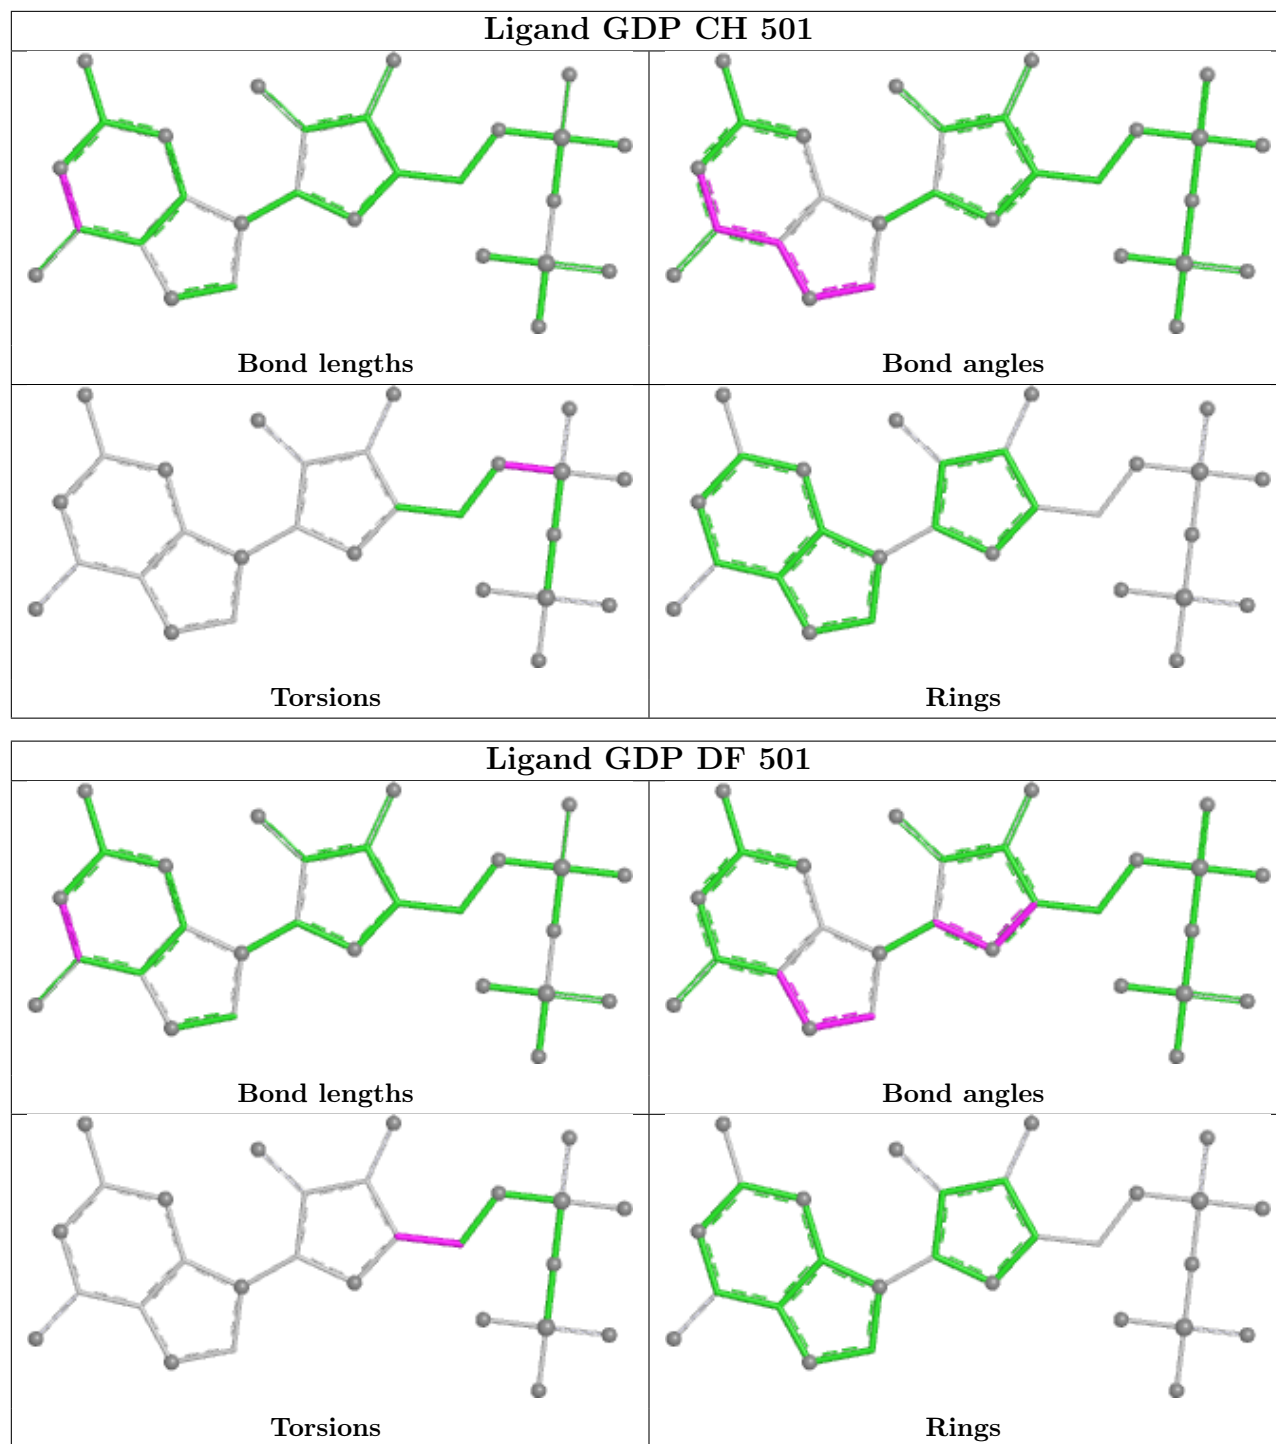 Ligand GDP CH 501
Bond lengths
Bond angles
Torsions
Rings
Ligand GDP DF 501
Bond lengths
Bond angles
Torsions
Rings